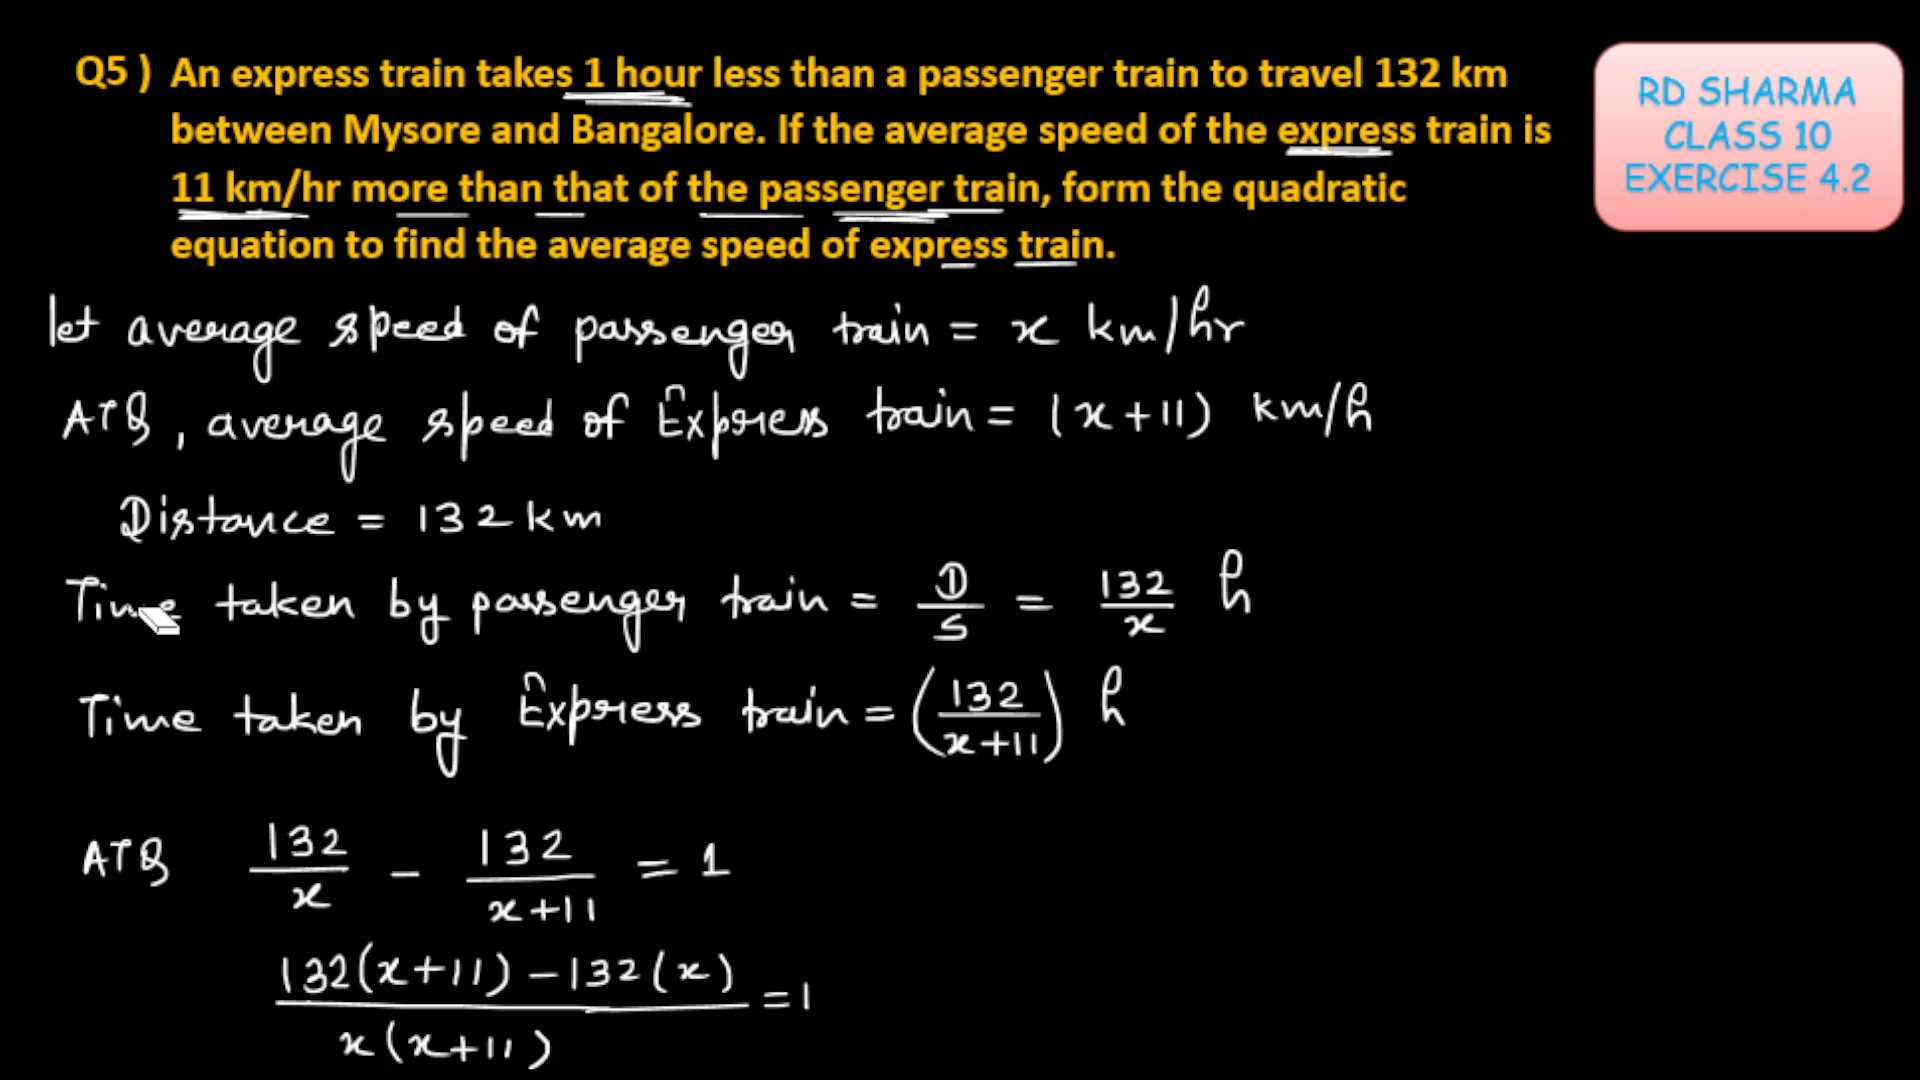 Q5 ) An express train takes 1 hour less than a passenger train to travel 132 km
between Mysore and Bangalore. If the average speed of the express train is
11 km/hr more than that of the passenger train, form the quadratic
equation to find the average speed of express train.
RD SHARMA
CLASS 10
EXERCISE 4.2
let average speed of passenger train = x km/hr
ATQ, average speed of Express train = (x+11) km/h
Distance = 132 km
Time taken by passenger train = D/S = 132/x h
Time taken by Express train = (132/x+11) h
ATQ 132/x - 132/x+11 = 1
132(x+11) - 132(x)/x(x+11) = 1